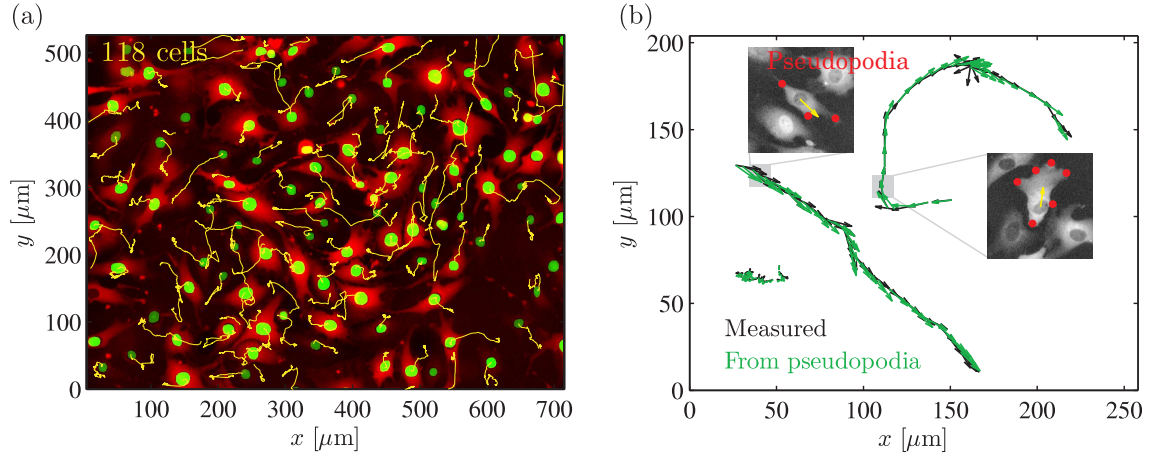 (a)
118 cells
500
400
300
200
100
0
y [μm]
100 200 300 400 500 600 700
x [μm]
(b)
200
150
100
50
0
y [μm]
Pseudopodia
Measured
From pseudopodia
0 50 100 150 200 250
x [μm]